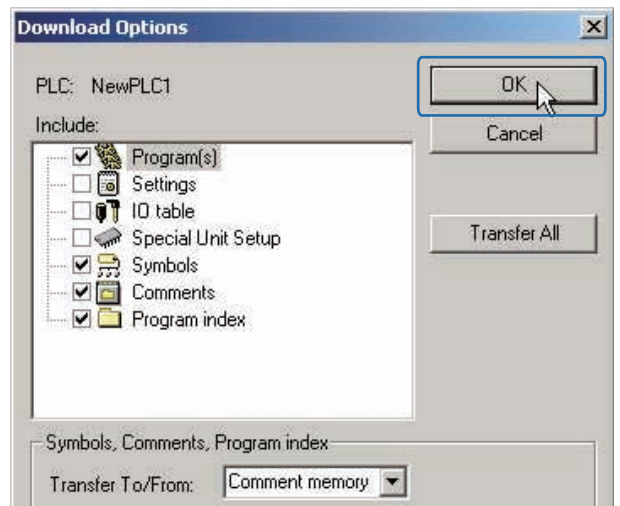 Download Options
PLC: NewPLC1
OK
Include:
Cancel
Program(s)
Settings
IO table
Special Unit Setup
Transfer All
Symbols
Comments
Program index
Symbols, Comments, Program index
Transfer To/From: Comment memory